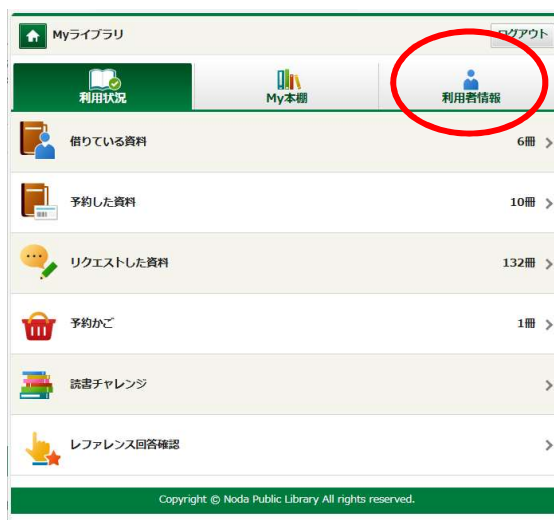 Myライブラリ
ログアウト
利用状況
My本棚
利用者情報
借りている資料 6冊
予約した資料 10冊
リクエストした資料 132冊
予約かご 1冊
読書チャレンジ
レファレンス回答確認
Copyright © Noda Public Library All rights reserved.